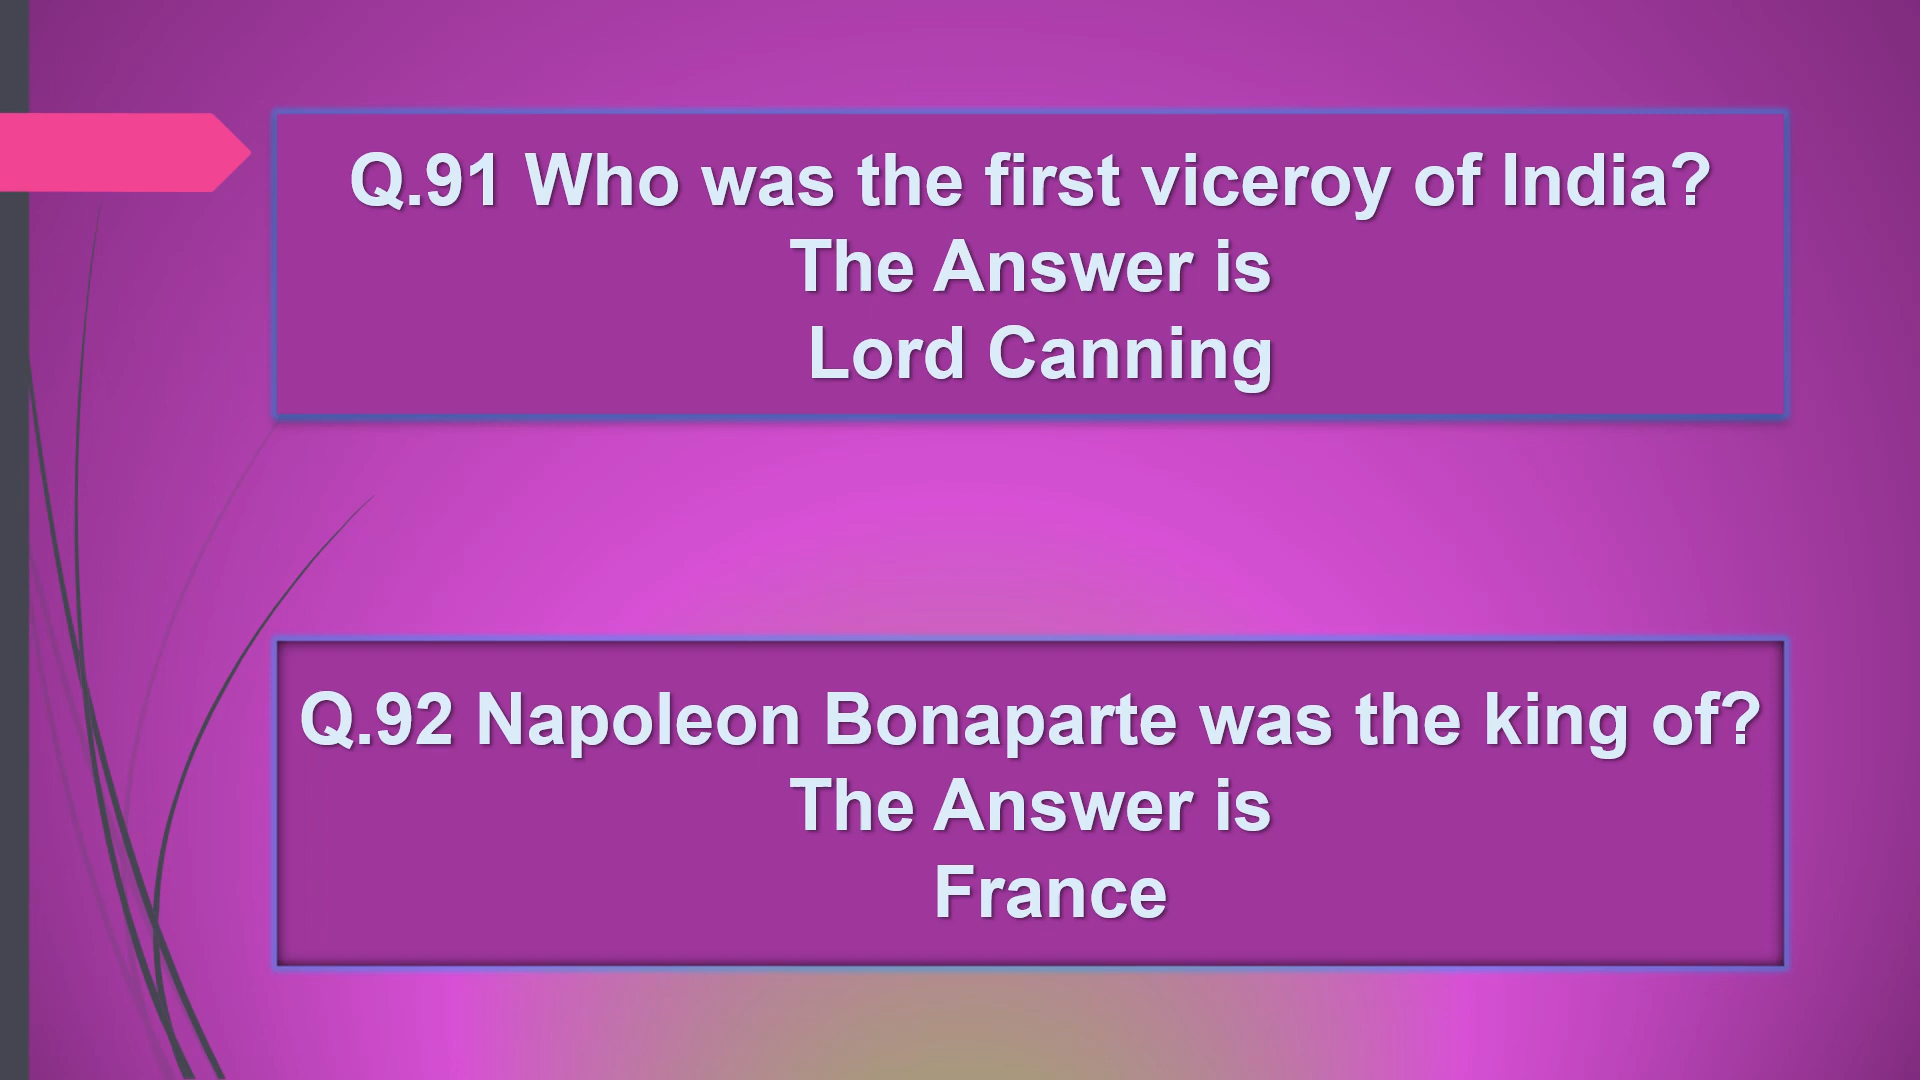 Q.91 Who was the first viceroy of India?
The Answer is
Lord Canning
Q.92 Napoleon Bonaparte was the king of?
The Answer is
France